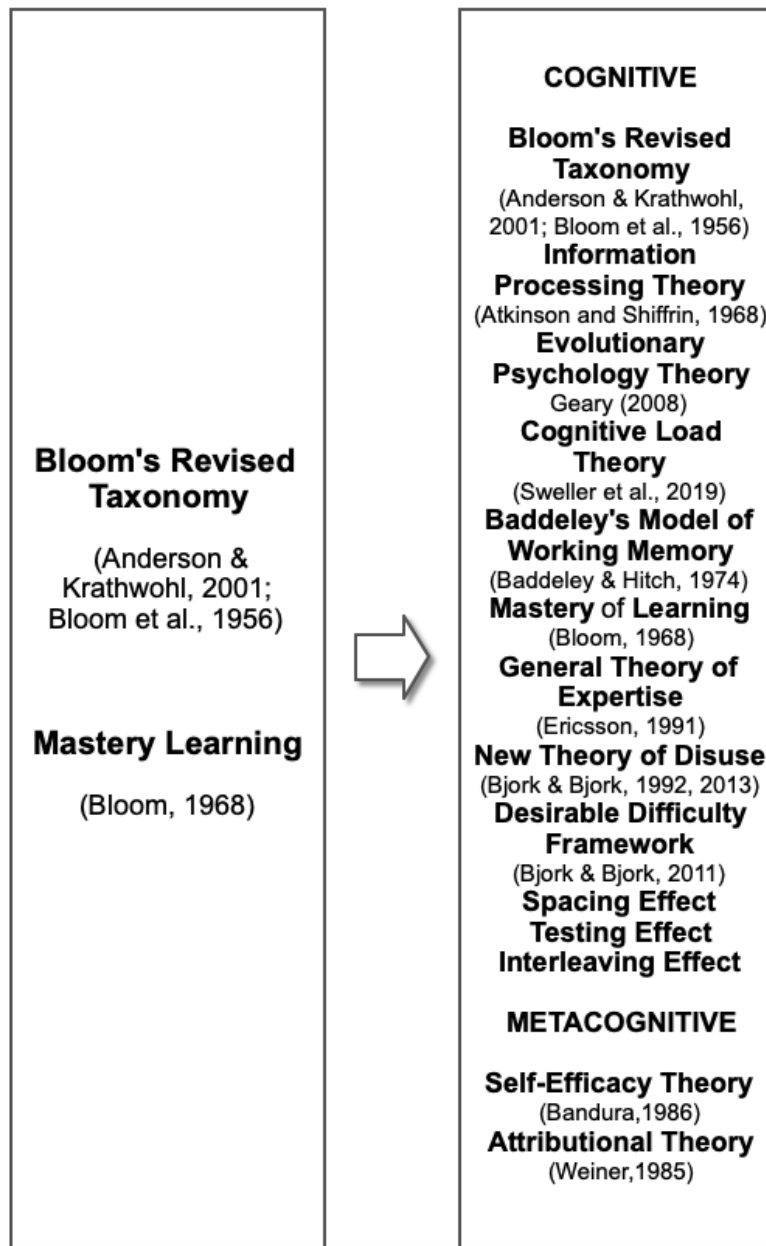 Bloom's Revised
Taxonomy
(Anderson &
Krathwohl, 2001;
Bloom et al., 1956)
Mastery Learning
(Bloom, 1968)
COGNITIVE
Bloom's Revised
Taxonomy
(Anderson & Krathwohl,
2001; Bloom et al., 1956)
Information
Processing Theory
(Atkinson and Shiffrin, 1968)
Evolutionary
Psychology Theory
Geary (2008)
Cognitive Load
Theory
(Sweller et al., 2019)
Baddeley's Model of
Working Memory
(Baddeley & Hitch, 1974)
Mastery of Learning
(Bloom, 1968)
General Theory of
Expertise
(Ericsson, 1991)
New Theory of Disuse
(Bjork & Bjork, 1992, 2013)
Desirable Difficulty
Framework
(Bjork & Bjork, 2011)
Spacing Effect
Testing Effect
Interleaving Effect
METACOGNITIVE
Self-Efficacy Theory
(Bandura,1986)
Attributional Theory
(Weiner,1985)